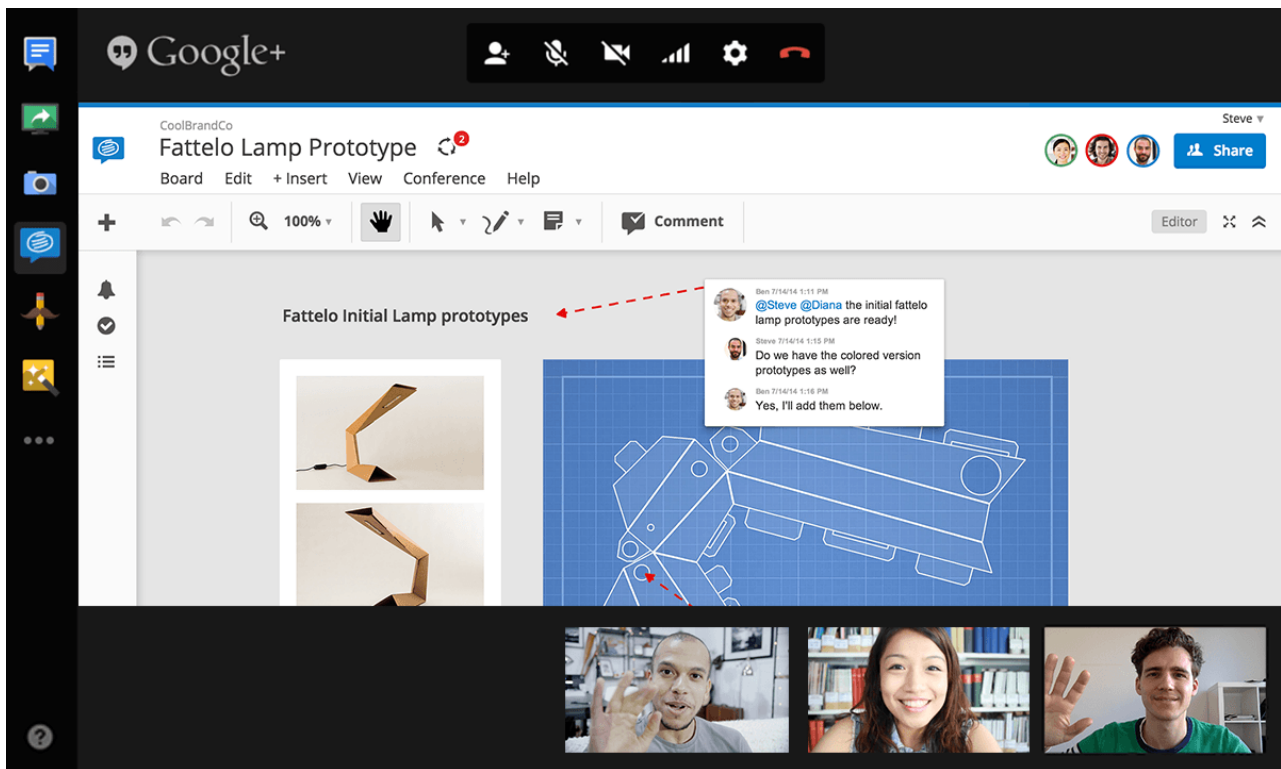 Google+
Steve
CoolBrandCo
Fattelo Lamp Prototype
2
Share
Board Edit + Insert View Conference Help
100%
Comment
Editor
Fattelo Initial Lamp prototypes
Ben 7/14/14 1:11 PM
@Steve @Diana the initial fattelo
lamp prototypes are ready!
Steve 7/14/14 1:15 PM
Do we have the colored version
prototypes as well?
Ben 7/14/14 1:16 PM
Yes, I'll add them below.